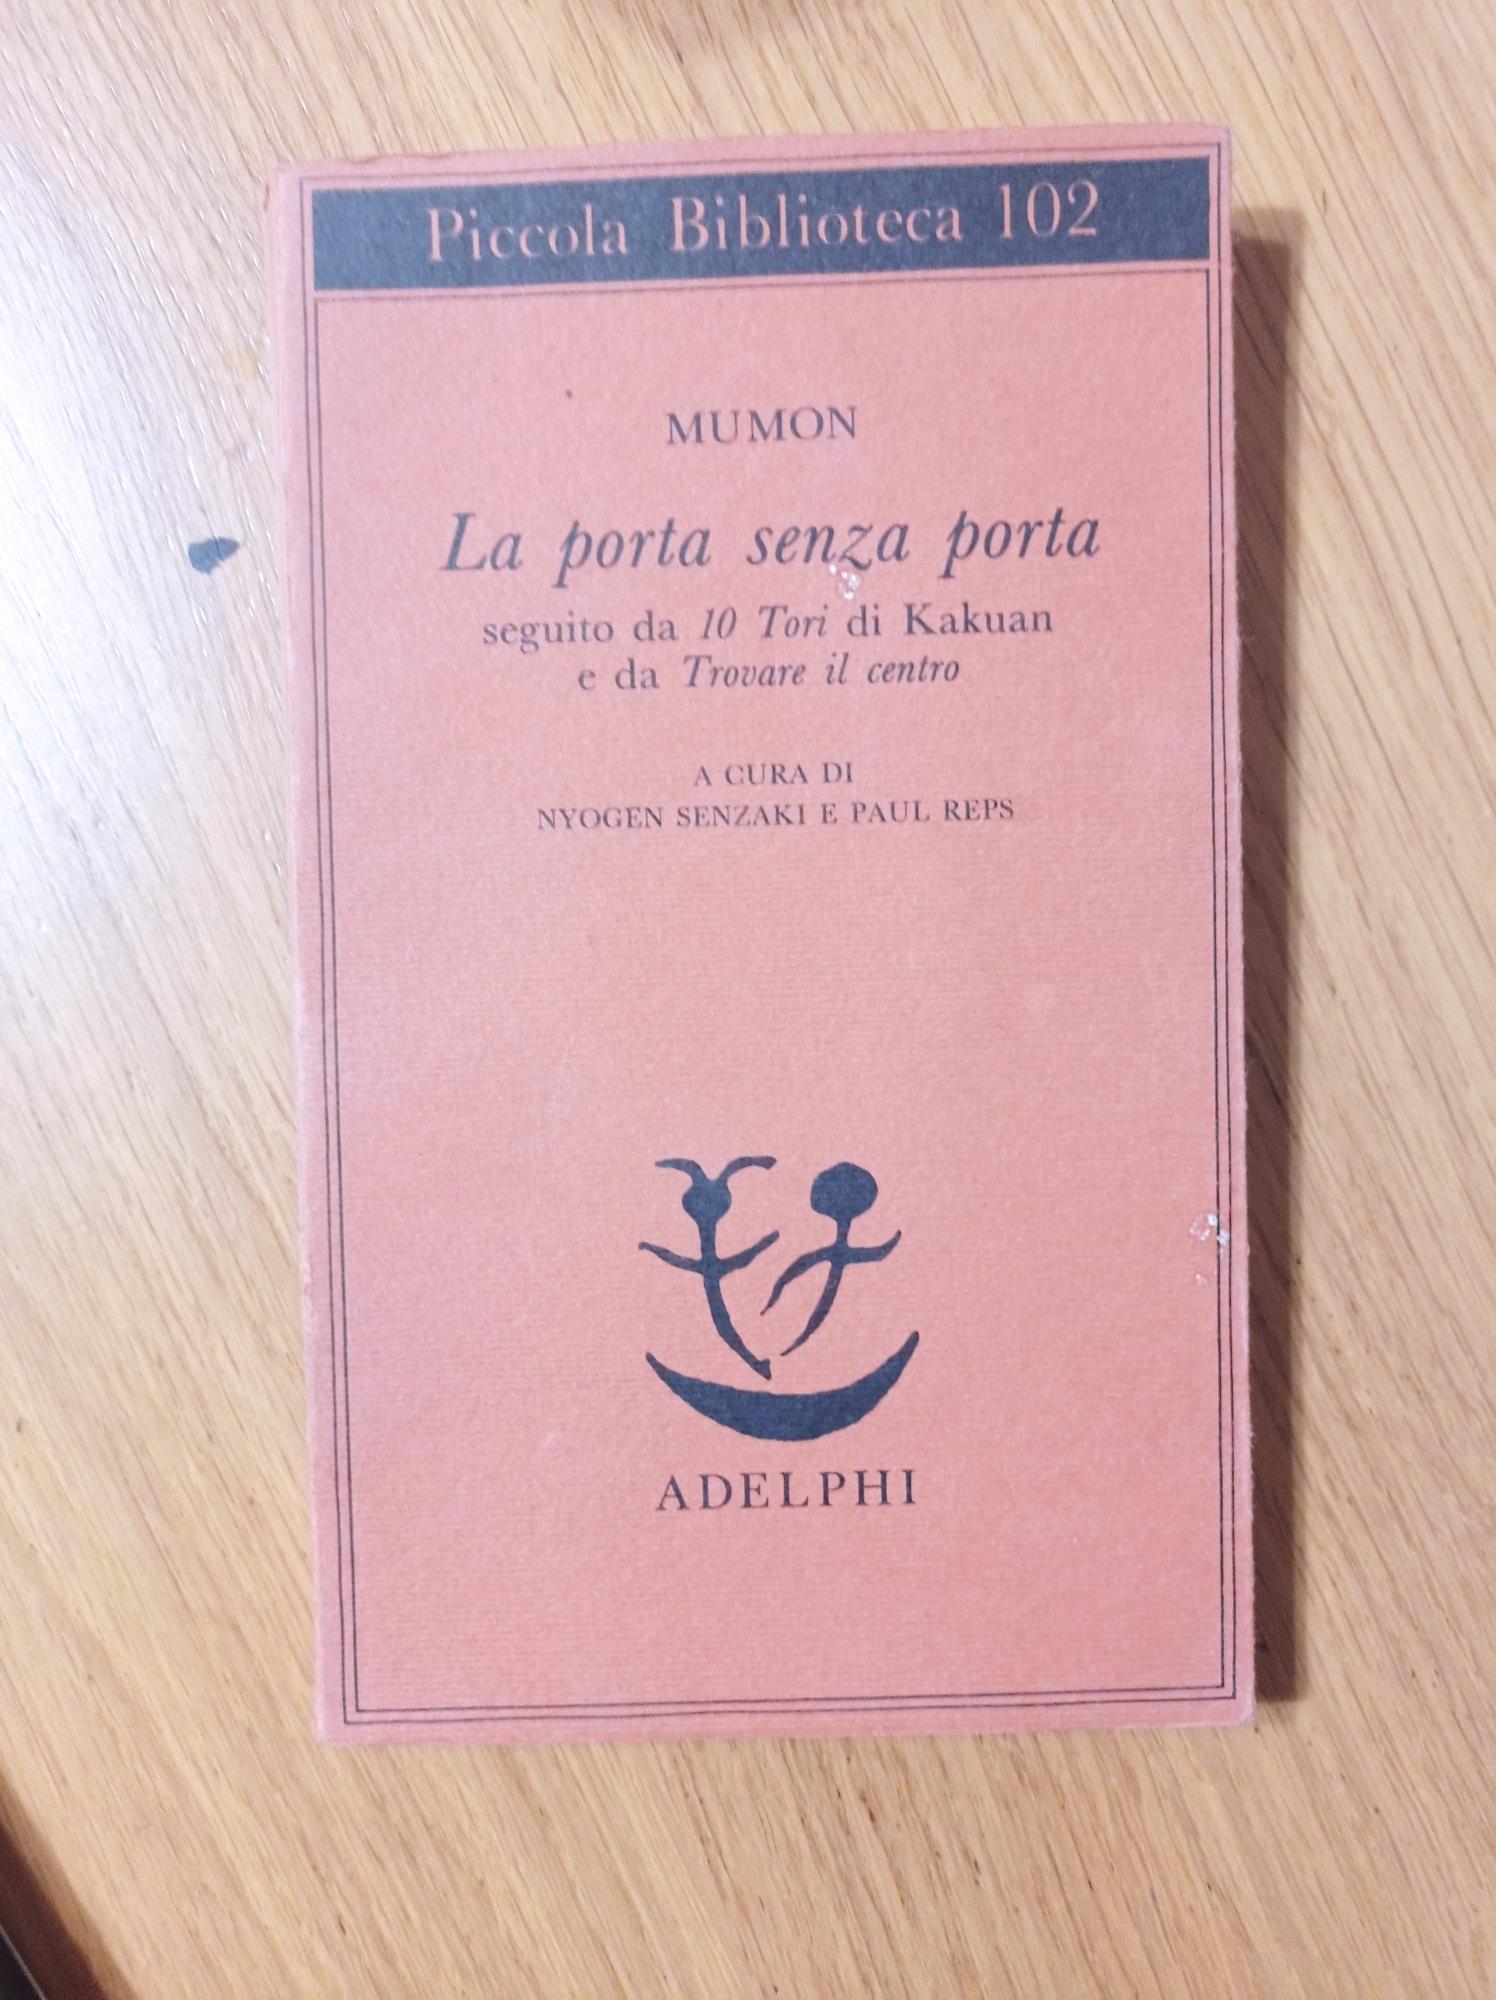 Piccola Biblioteca 102
MUMON
La porta senza porta
seguito da 10 Tori di Kakuan
e da Trovare il centro
A CURA DI
NYOGEN SENZAKI E PAUL REPS
ADELPHI